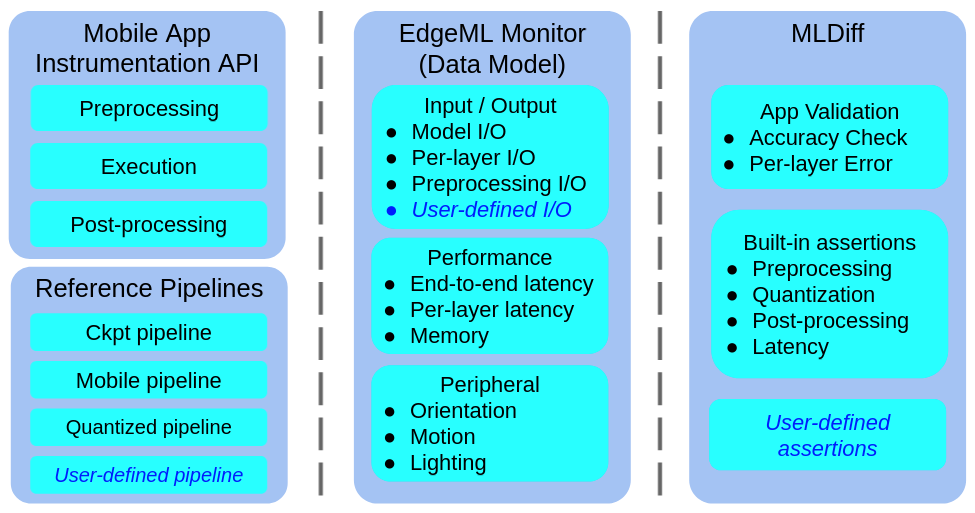 Mobile App
Instrumentation API
Preprocessing
Execution
Post-processing
Reference Pipelines
Ckpt pipeline
Mobile pipeline
Quantized pipeline
User-defined pipeline
EdgeML Monitor
(Data Model)
Input / Output
● Model I/O
● Per-layer I/O
● Preprocessing I/O
● User-defined I/O
Performance
● End-to-end latency
● Per-layer latency
● Memory
Peripheral
● Orientation
● Motion
● Lighting
MLDiff
App Validation
● Accuracy Check
● Per-layer Error
Built-in assertions
● Preprocessing
● Quantization
● Post-processing
● Latency
User-defined
assertions